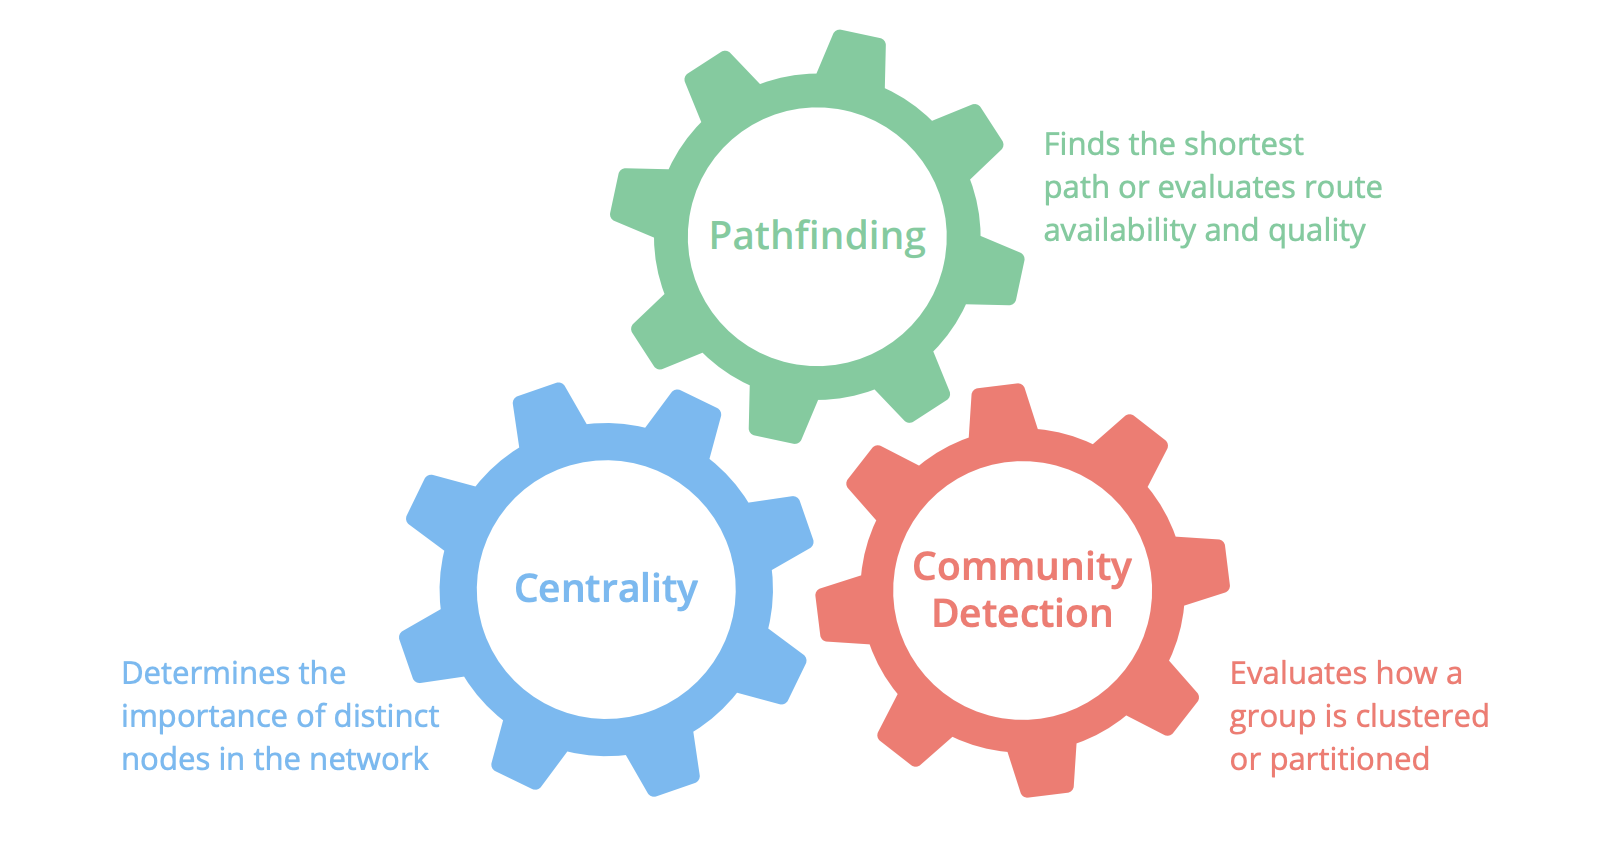 Pathfinding
Finds the shortest
path or evaluates route
availability and quality
Centrality
Determines the
importance of distinct
nodes in the network
Community
Detection
Evaluates how a
group is clustered
or partitioned